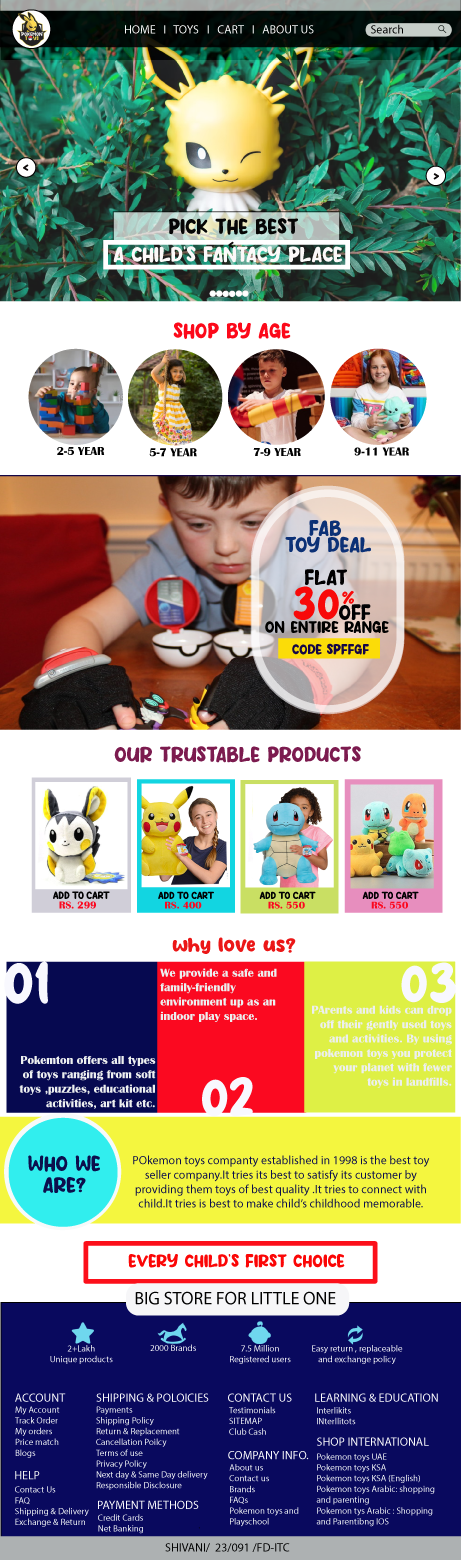 POKEMON
TOYS
HOME I TOYS I CART I ABOUT US
Search
<
>
PICK THE BEST
A CHILD'S FANTACY PLACE
SHOP BY AGE
2-5 YEAR
5-7 YEAR
7-9 YEAR
9-11 YEAR
FAB
TOY DEAL
FLAT
30% OFF
ON ENTIRE RANGE
CODE SPFFGF
OUR TRUSTABLE PRODUCTS
ADD TO CART
RS. 299
ADD TO CART
RS. 400
ADD TO CART
RS. 550
ADD TO CART
RS. 550
why love us?
01
Pokemton offers all types
of toys ranging from soft
toys ,puzzles, educational
activities, art kit etc.
We provide a safe and
family-friendly
environment up as an
indoor play space.
02
03
PArents and kids can drop
off their gently used toys
and activities. By using
pokemon toys you protect
your planet with fewer
toys in landfills.
WHO WE
ARE?
POkemon toys companty established in 1998 is the best toy
seller company.It tries its best to satisfy its customer by
providing them toys of best quality .It tries to connect with
child.It tries is best to make child's childhood memorable.
EVERY CHILD'S FIRST CHOICE
BIG STORE FOR LITTLE ONE
2+Lakh
Unique products
2000 Brands
7.5 Million
Registered users
Easy return , replaceable
and exchange policy
ACCOUNT
My Account
Track Order
My orders
Price match
Blogs
HELP
Contact Us
FAQ
Shipping & Delivery
Exchange & Return
SHIPPING & POLOICIES
Payments
Shipping Policy
Return & Replacement
Cancellation Poilcy
Terms of use
Privacy Policy
Next day & Same Day delivery
Responsible Disclosure
PAYMENT METHODS
Credit Cards
Net Banking
CONTACT US
Testimonials
SITEMAP
Club Cash
COMPANY INFO.
About us
Contact us
Brands
FAQs
Pokemon toys and
Playschool
LEARNING & EDUCATION
Interlikits
INterllitots
SHOP INTERNATIONAL
Pokemon toys UAE
Pokemon toys KSA
Pokemon toys KSA (English)
Pokemon toys Arabic: shopping
and parenting
Pokemon tys Arabic : Shopping
and Parentibng IOS
SHIVANI/ 23/091 /FD-ITC